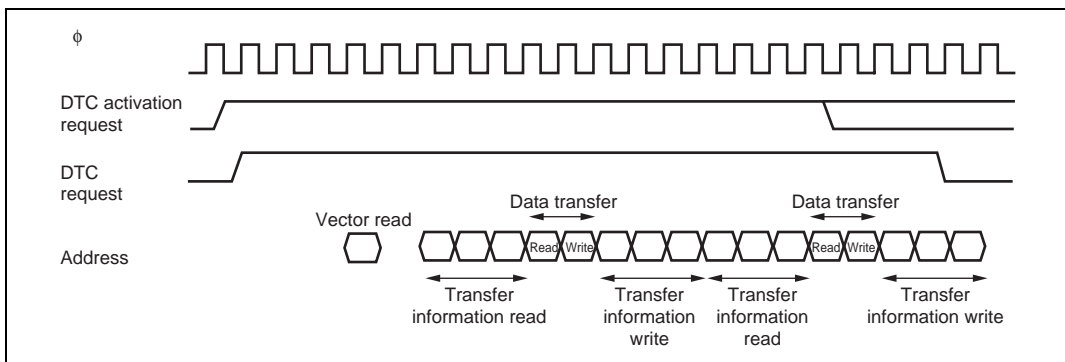 ϕ
DTC activation
request
DTC
request
Data transfer
Data transfer
Vector read
Address
Read
Write
Read
Write
Transfer
information read
Transfer
information
write
Transfer
information
read
Transfer
information write